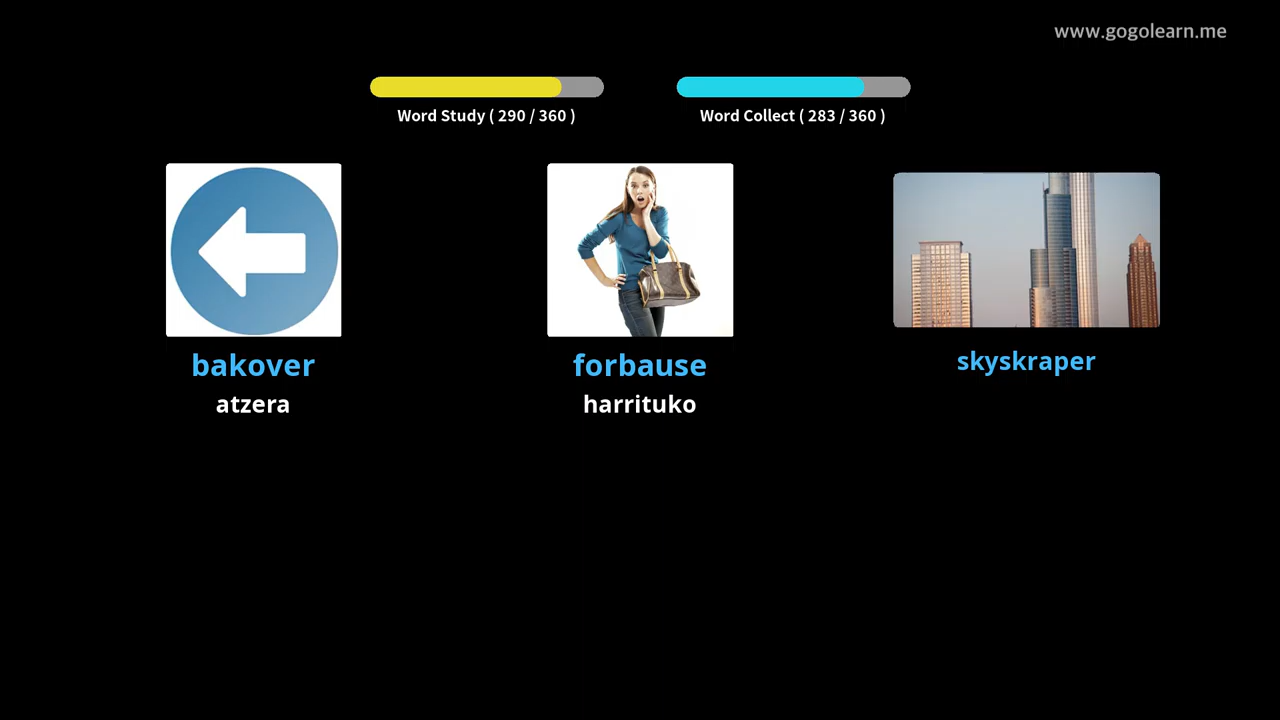 www.gogolearn.me
Word Study ( 290 / 360 )
Word Collect ( 283 / 360 )
bakover
forbause
skyskraper
atzera
harrituko